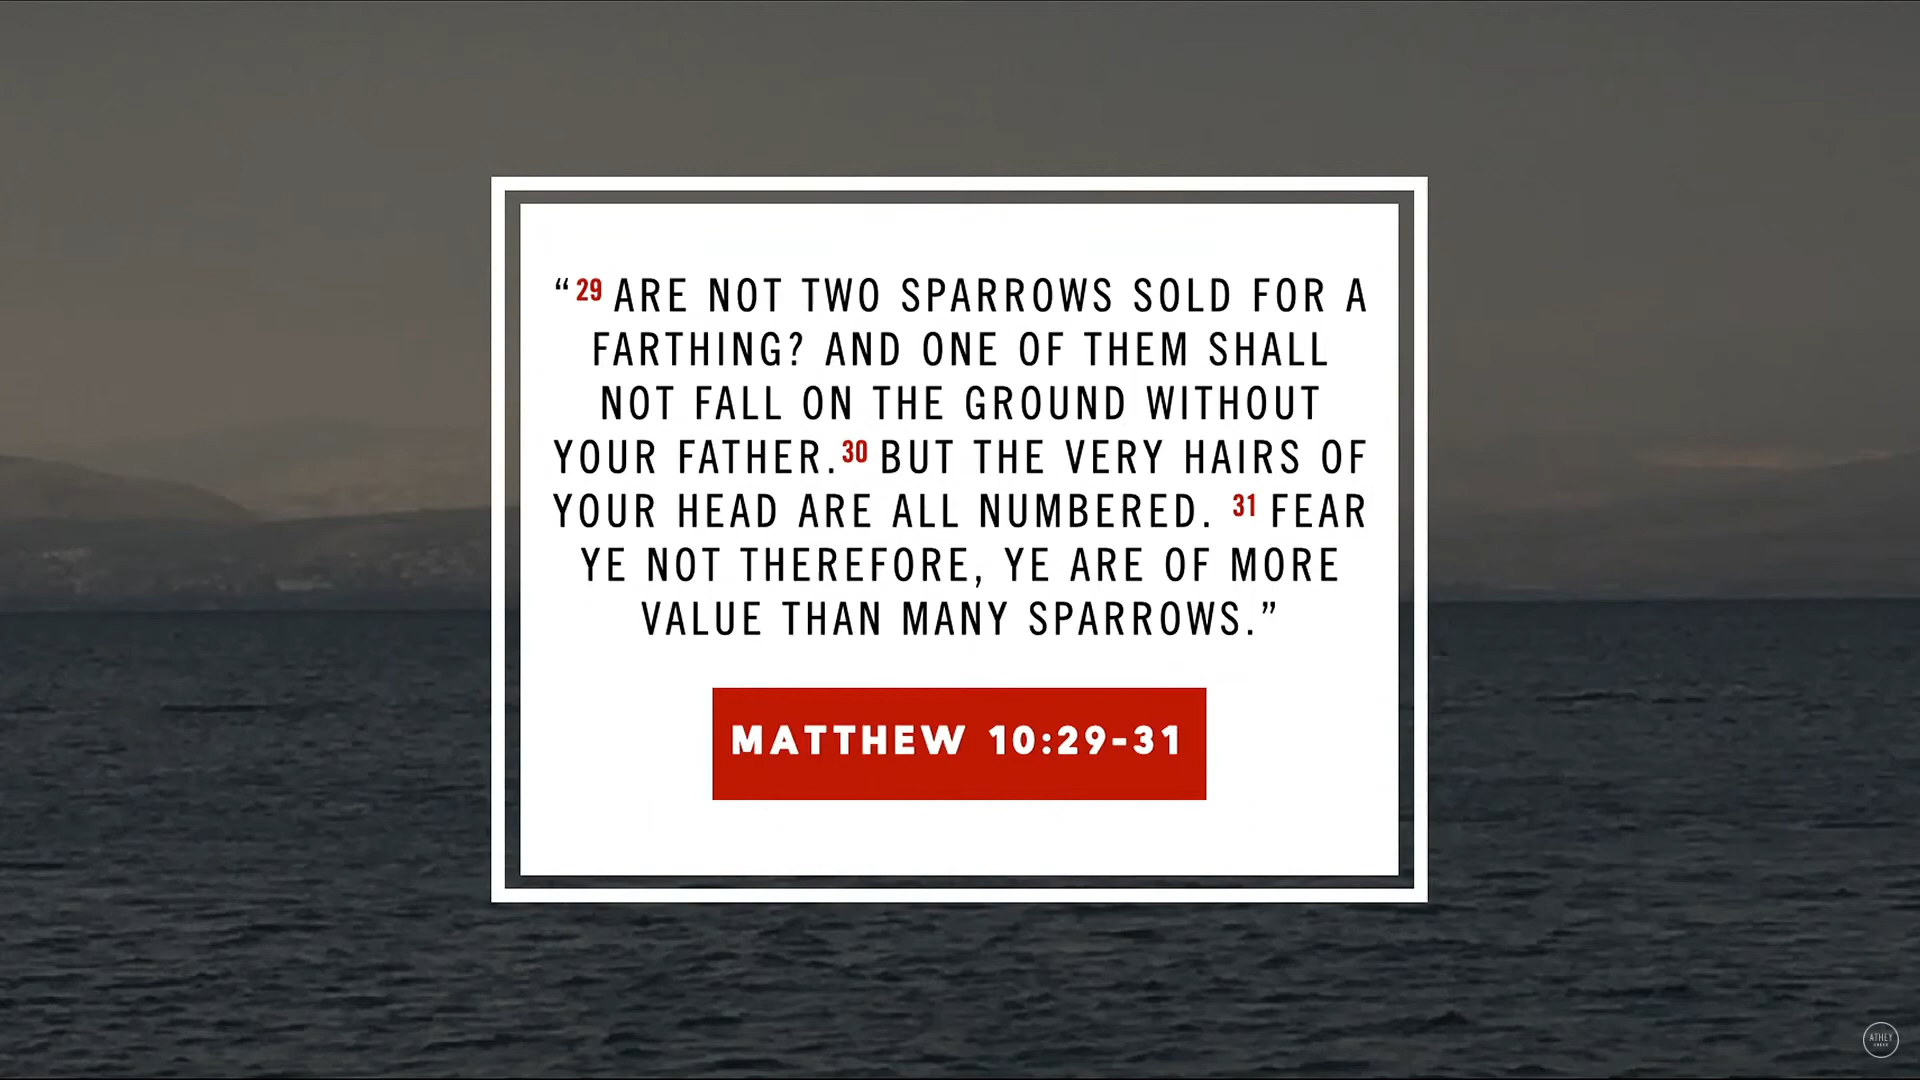 “29 ARE NOT TWO SPARROWS SOLD FOR A
FARTHING? AND ONE OF THEM SHALL
NOT FALL ON THE GROUND WITHOUT
YOUR FATHER.30 BUT THE VERY HAIRS OF
YOUR HEAD ARE ALL NUMBERED. 31 FEAR
YE NOT THEREFORE, YE ARE OF MORE
VALUE THAN MANY SPARROWS.”
MATTHEW 10:29-31
ATHEY
CREEK